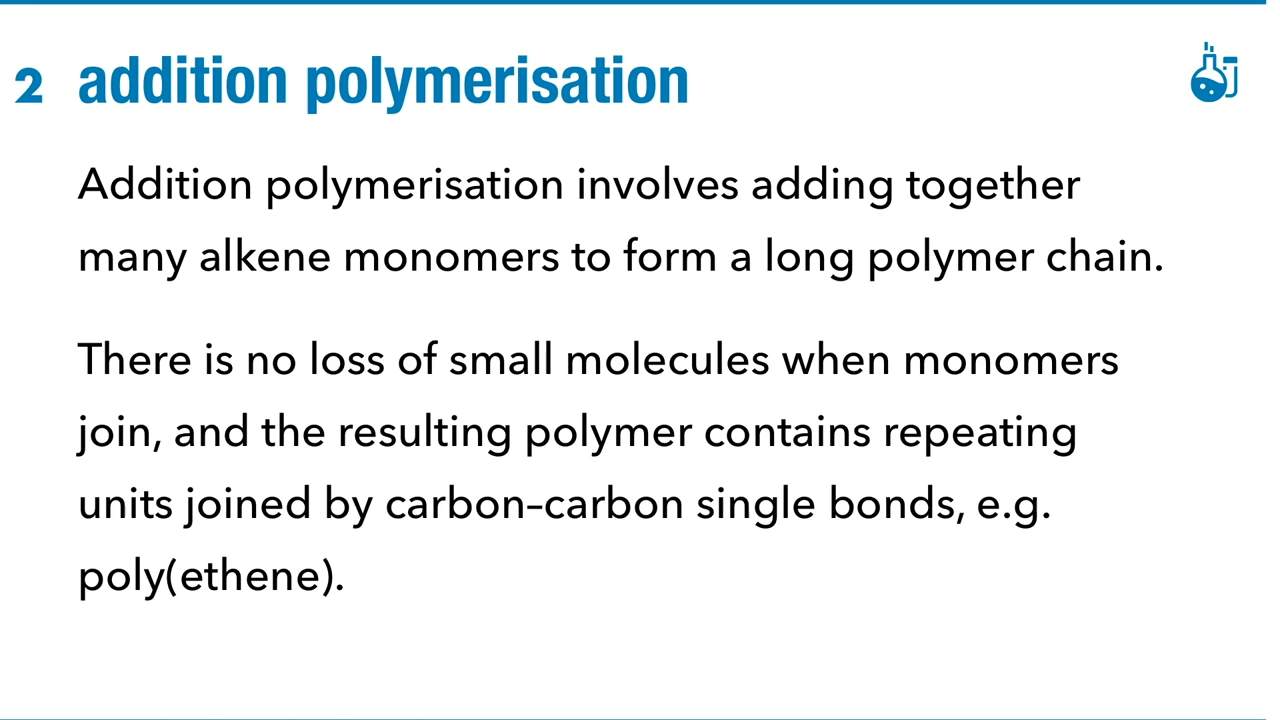 2 addition polymerisation
Addition polymerisation involves adding together
many alkene monomers to form a long polymer chain.
There is no loss of small molecules when monomers
join, and the resulting polymer contains repeating
units joined by carbon–carbon single bonds, e.g.
poly(ethene).